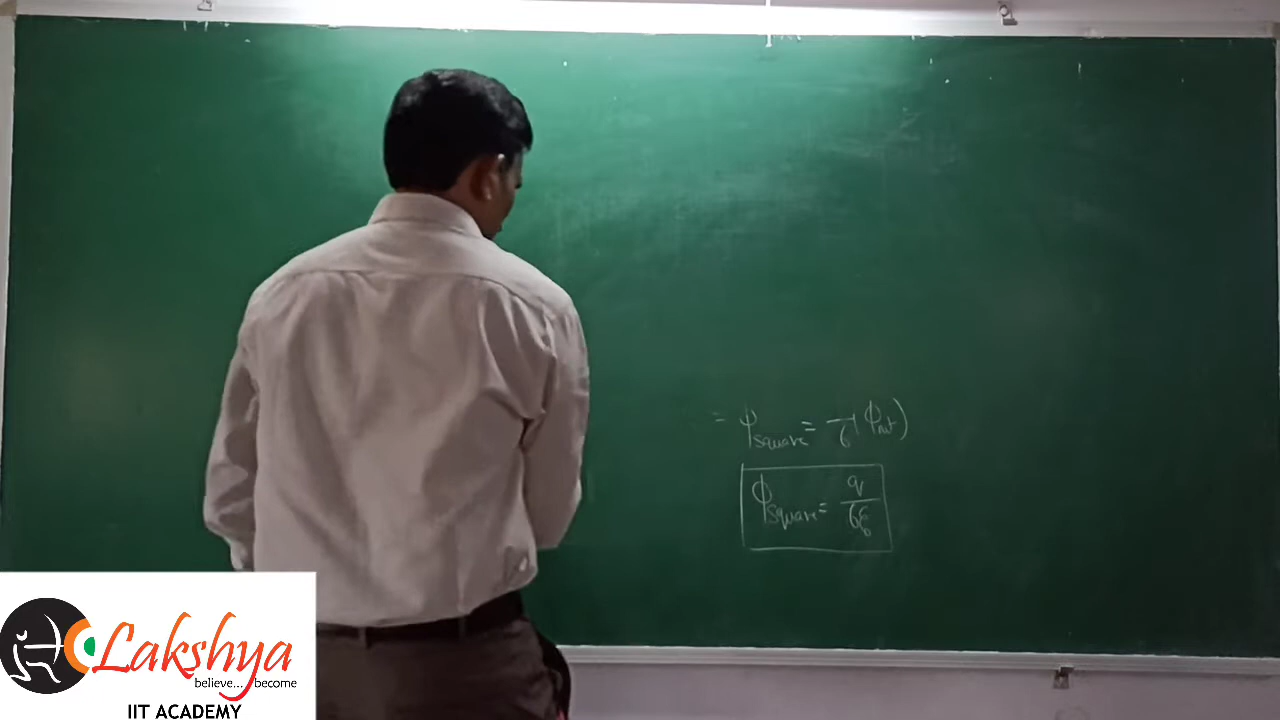 = φsquare = 1/6 (φnet)
φsquare = q/6ε₀
Lakshya
believe... become
IIT ACADEMY